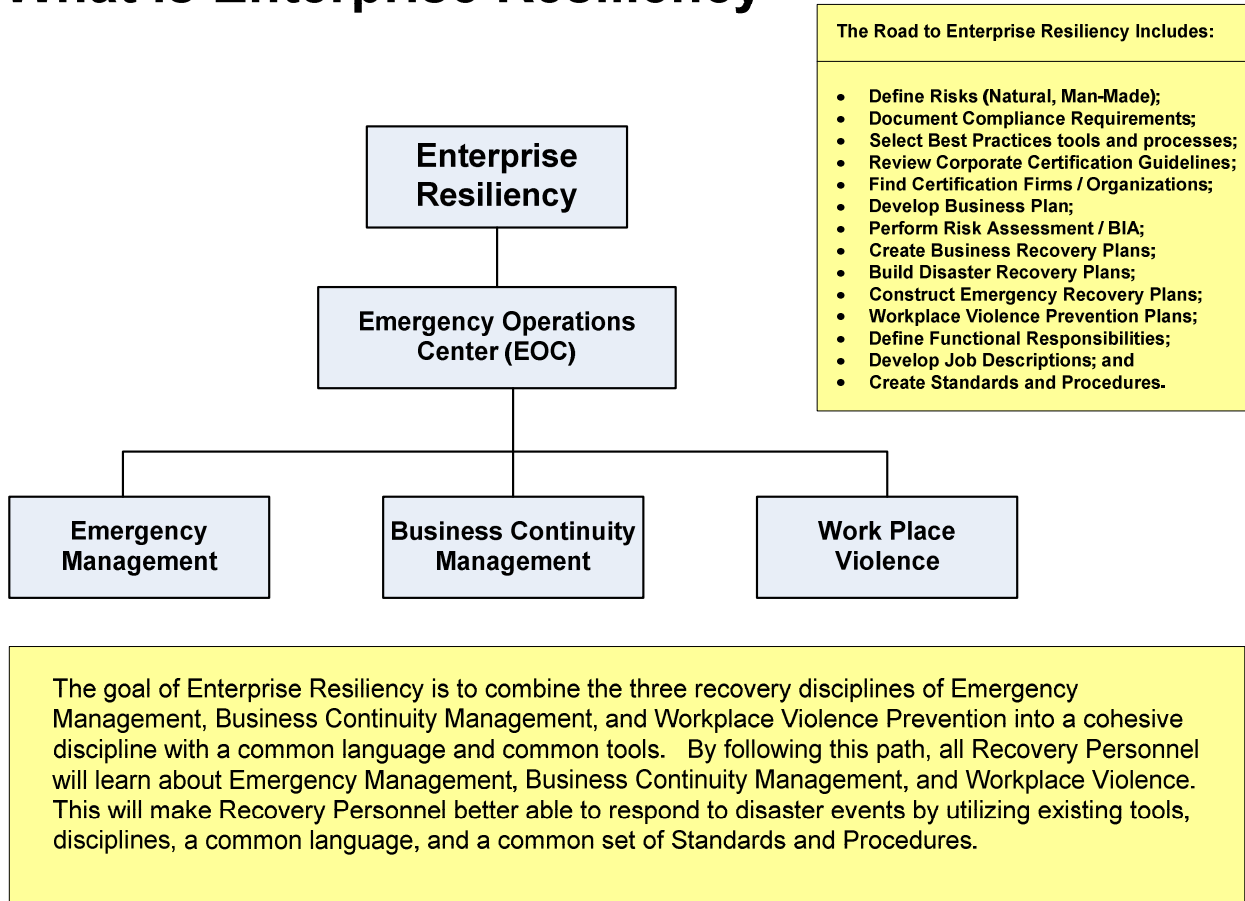 What is Enterprise Resiliency
The Road to Enterprise Resiliency Includes:
• Define Risks (Natural, Man-Made);
• Document Compliance Requirements;
• Select Best Practices tools and processes;
• Review Corporate Certification Guidelines;
• Find Certification Firms / Organizations;
• Develop Business Plan;
• Perform Risk Assessment / BIA;
• Create Business Recovery Plans;
• Build Disaster Recovery Plans;
• Construct Emergency Recovery Plans;
• Workplace Violence Prevention Plans;
• Define Functional Responsibilities;
• Develop Job Descriptions; and
• Create Standards and Procedures.
Enterprise
Resiliency
Emergency Operations
Center (EOC)
Emergency
Management
Business Continuity
Management
Work Place
Violence
The goal of Enterprise Resiliency is to combine the three recovery disciplines of Emergency
Management, Business Continuity Management, and Workplace Violence Prevention into a cohesive
discipline with a common language and common tools. By following this path, all Recovery Personnel
will learn about Emergency Management, Business Continuity Management, and Workplace Violence.
This will make Recovery Personnel better able to respond to disaster events by utilizing existing tools,
disciplines, a common language, and a common set of Standards and Procedures.